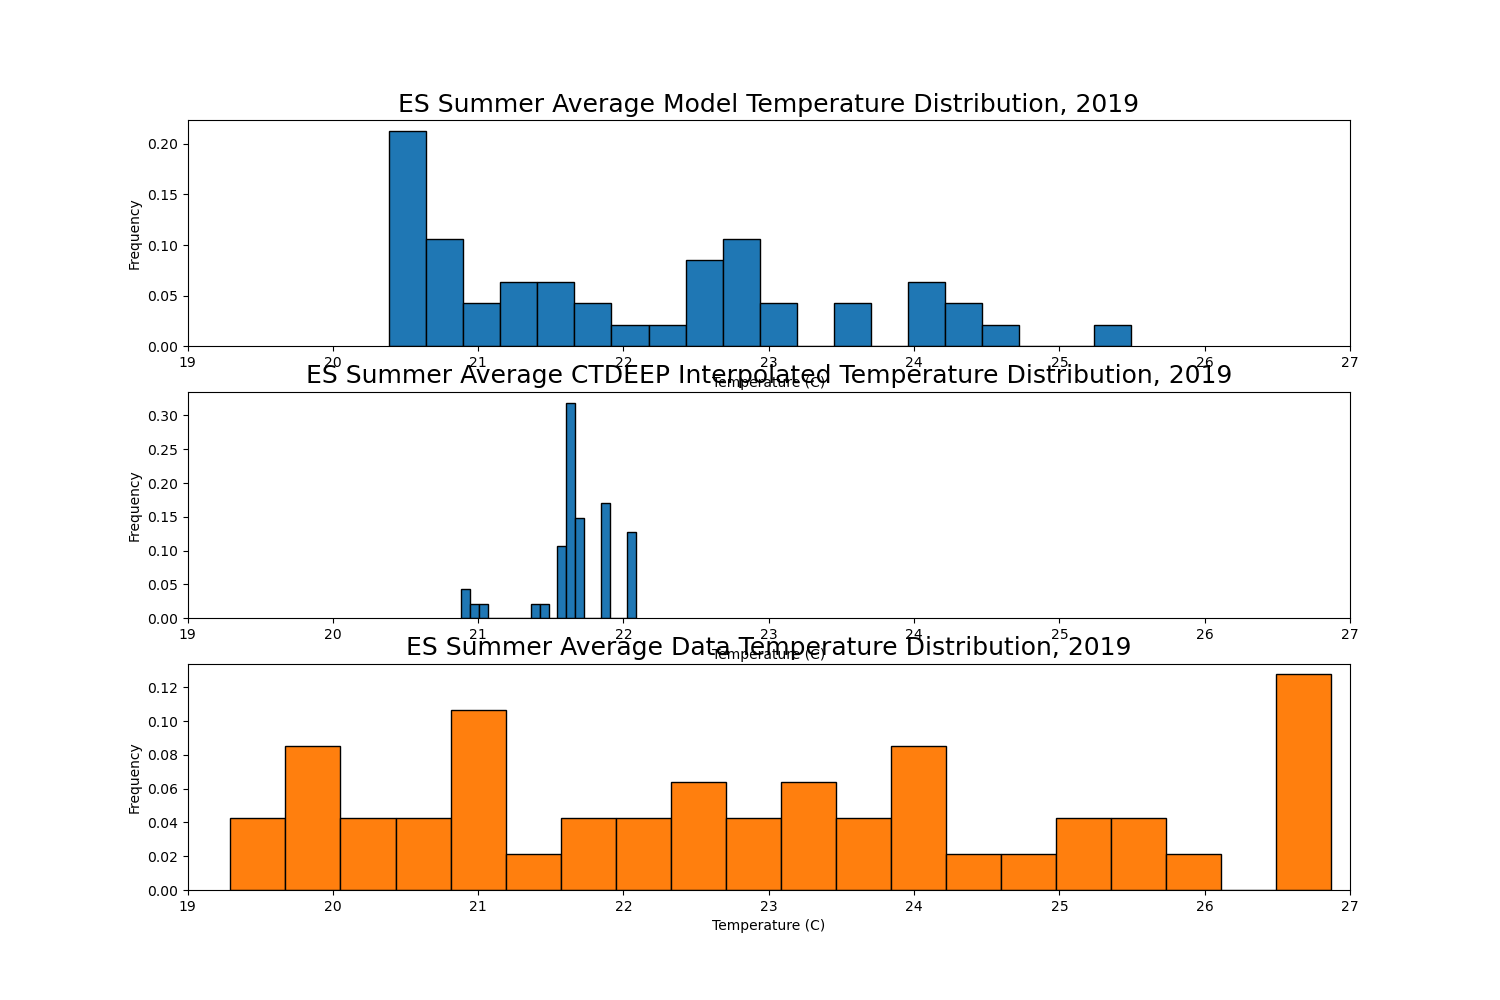 ES Summer Average Model Temperature Distribution, 2019
0.20
0.15
0.10
0.05
0.00
Frequency
19 20 21 22 23 24 25 26 27
Temperature (C)
ES Summer Average CTDEEP Interpolated Temperature Distribution, 2019
0.30
0.25
0.20
0.15
0.10
0.05
0.00
Frequency
19 20 21 22 23 24 25 26 27
Temperature (C)
ES Summer Average Data Temperature Distribution, 2019
0.12
0.10
0.08
0.06
0.04
0.02
0.00
Frequency
19 20 21 22 23 24 25 26 27
Temperature (C)